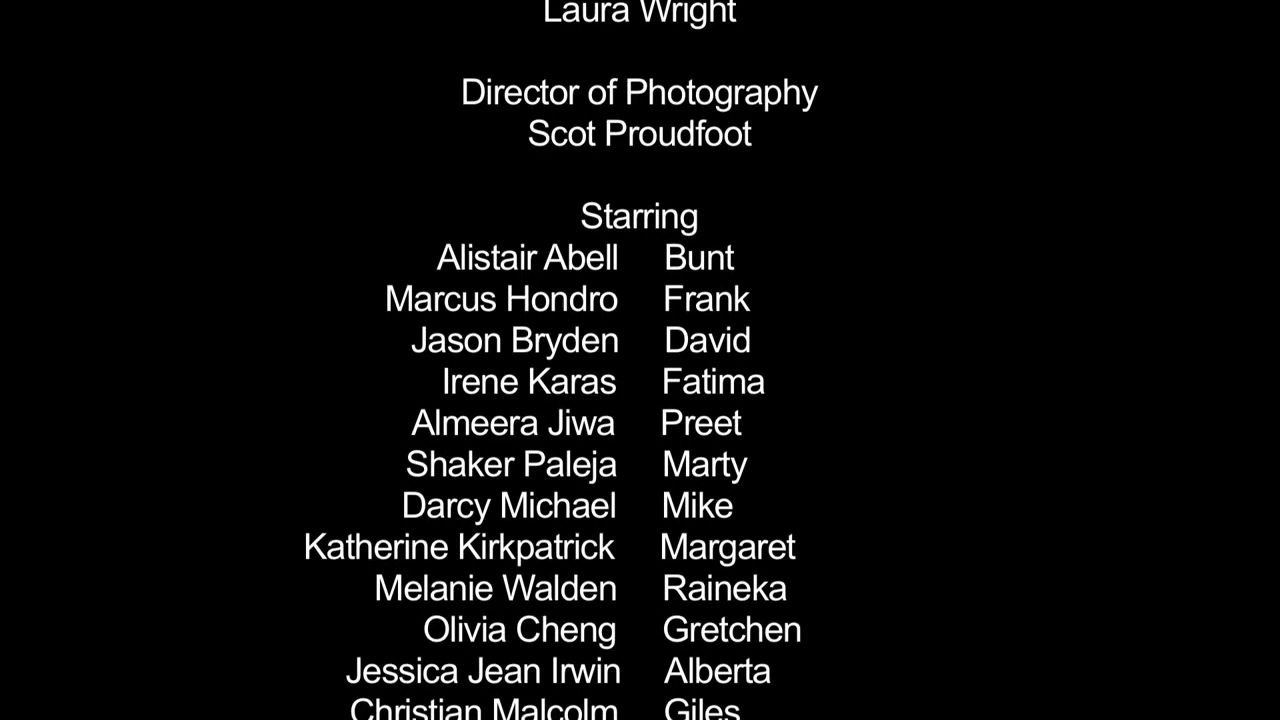 Laura Wright
Director of Photography
Scot Proudfoot
Starring
Alistair Abell Bunt
Marcus Hondro Frank
Jason Bryden David
Irene Karas Fatima
Almeera Jiwa Preet
Shaker Paleja Marty
Darcy Michael Mike
Katherine Kirkpatrick Margaret
Melanie Walden Raineka
Olivia Cheng Gretchen
Jessica Jean Irwin Alberta
Christian Malcolm Giles